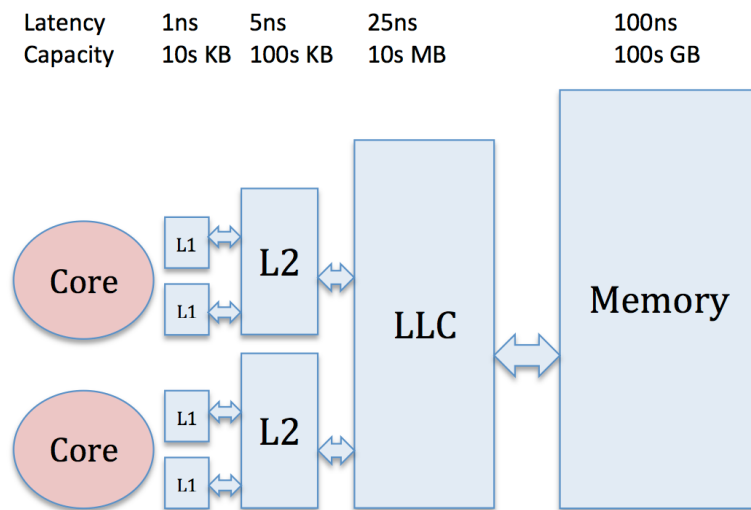 Latency 1ns 5ns 25ns 100ns
Capacity 10s KB 100s KB 10s MB 100s GB
Core
L1
L1
L2
LLC
Memory
Core
L1
L1
L2